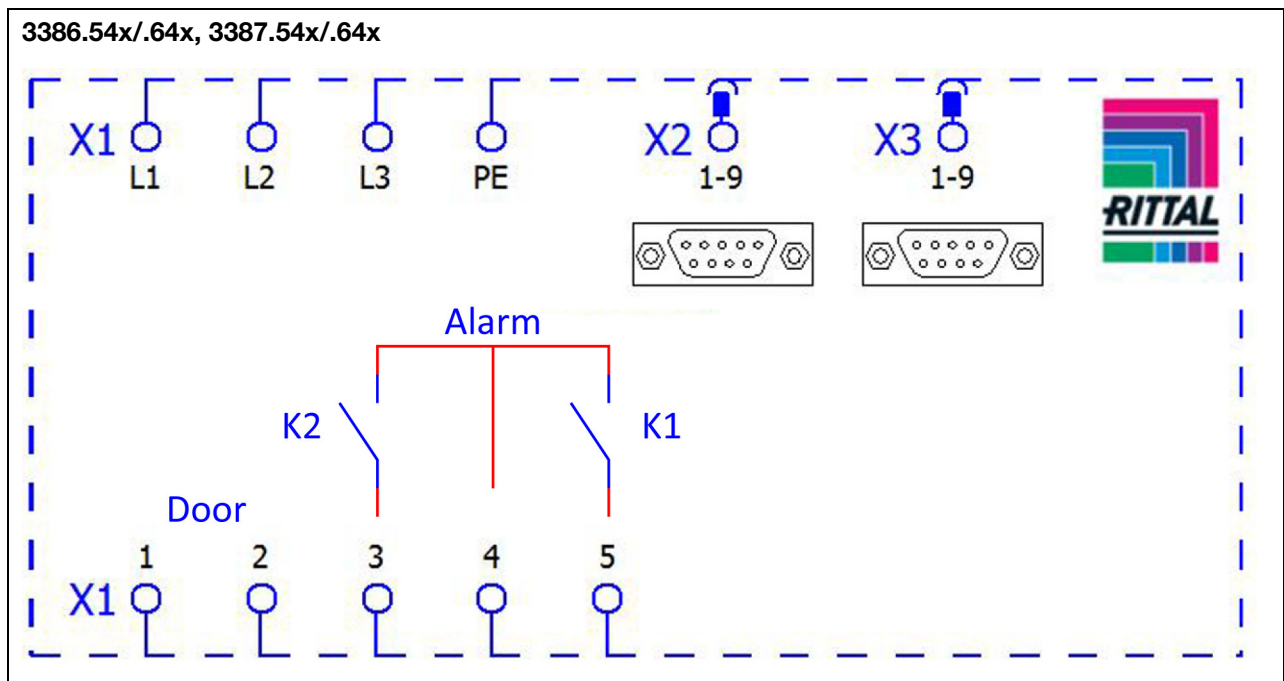 3386.54x/.64x, 3387.54x/.64x
X1 X2 X3
L1 L2 L3 PE 1-9 1-9
RITTAL
Alarm
K2 K1
Door
1 2 3 4 5
X1